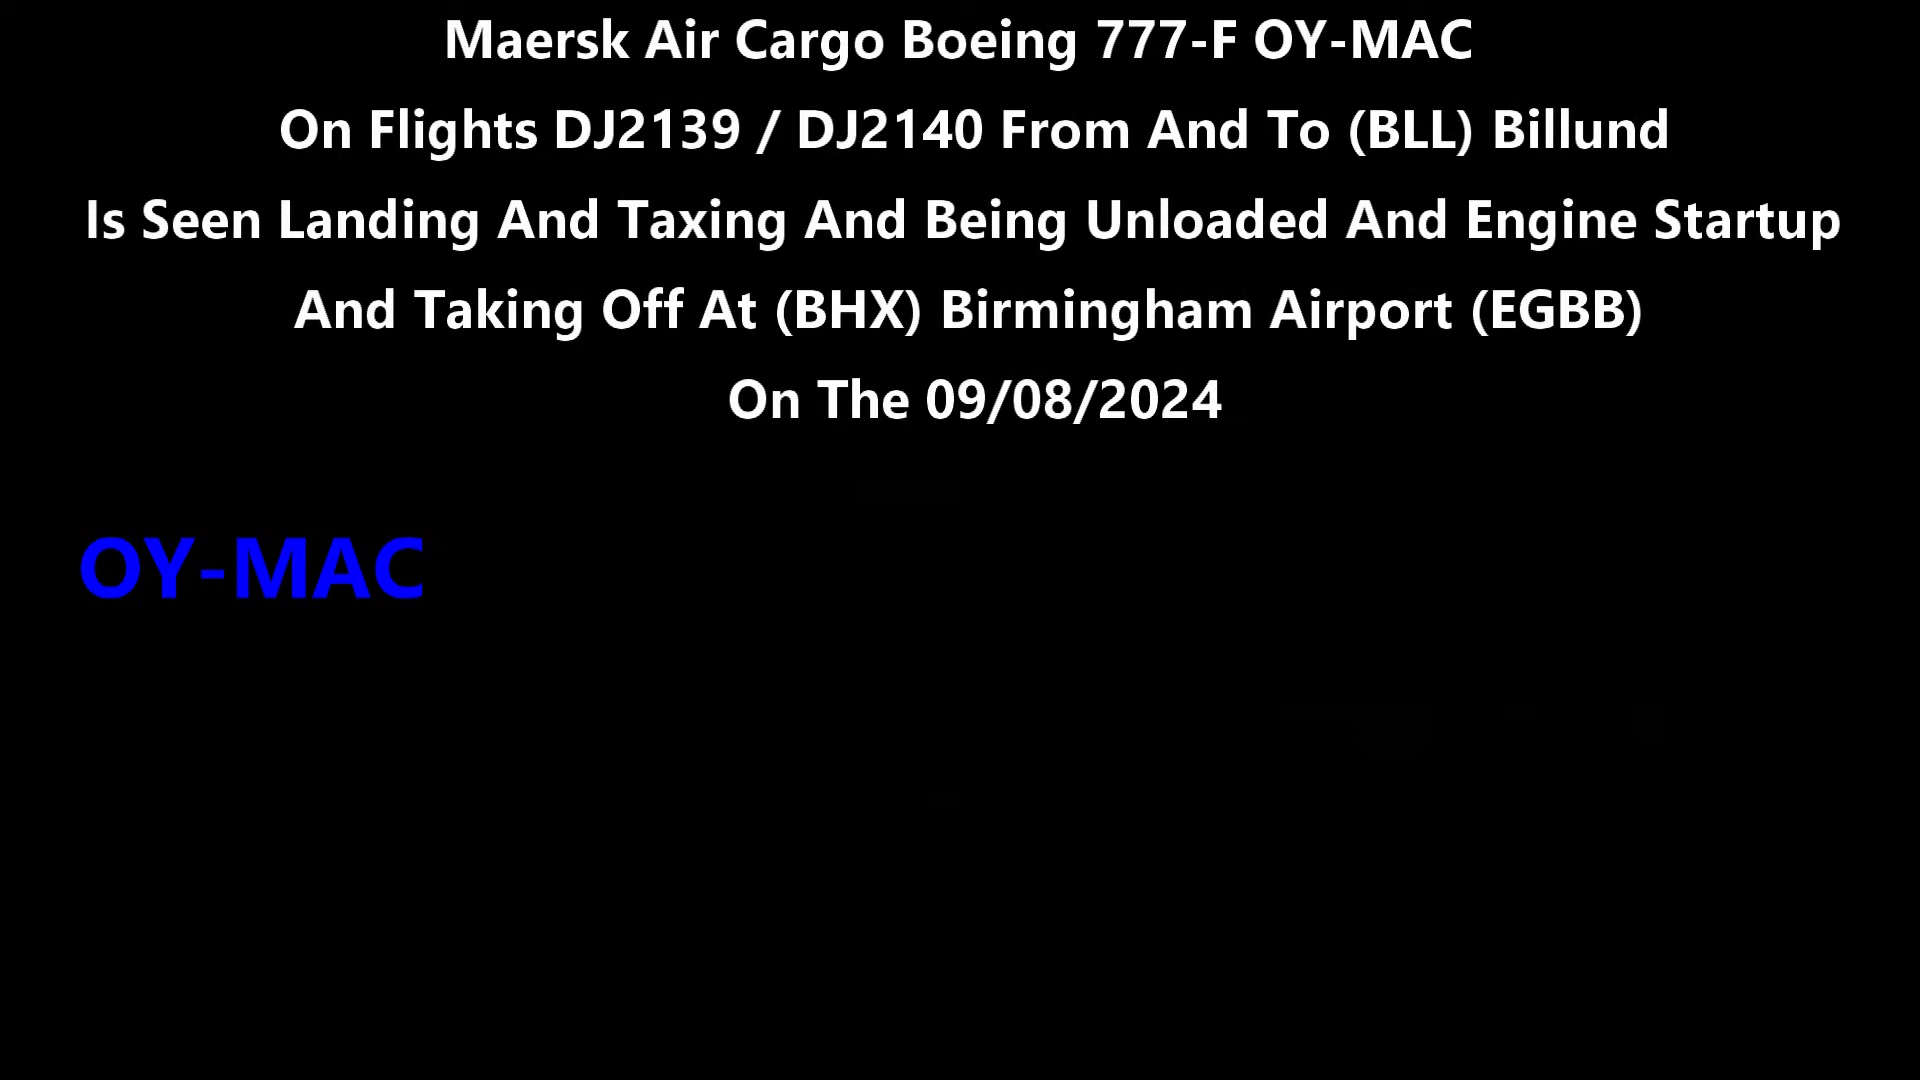 Maersk Air Cargo Boeing 777-F OY-MAC
On Flights DJ2139 / DJ2140 From And To (BLL) Billund
Is Seen Landing And Taxing And Being Unloaded And Engine Startup
And Taking Off At (BHX) Birmingham Airport (EGBB)
On The 09/08/2024
OY-MAC